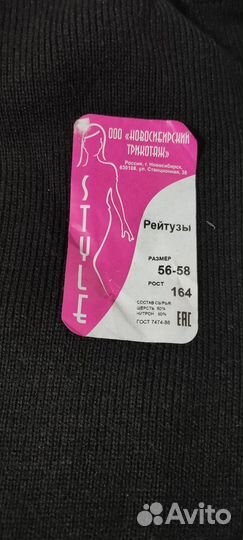 ООО «НОВОСИБИРСКИЙ
ТРИКОТАЖ»
Россия, г. Новосибирск,
630108, ул. Станционная, 38
STYLE
Рейтузы
РАЗМЕР
56-58
РОСТ
164
СОСТАВ СЫРЬЯ:
ШЕРСТЬ 50%
НИТРОН 50%
ГОСТ 7474-88
EAC
Avito